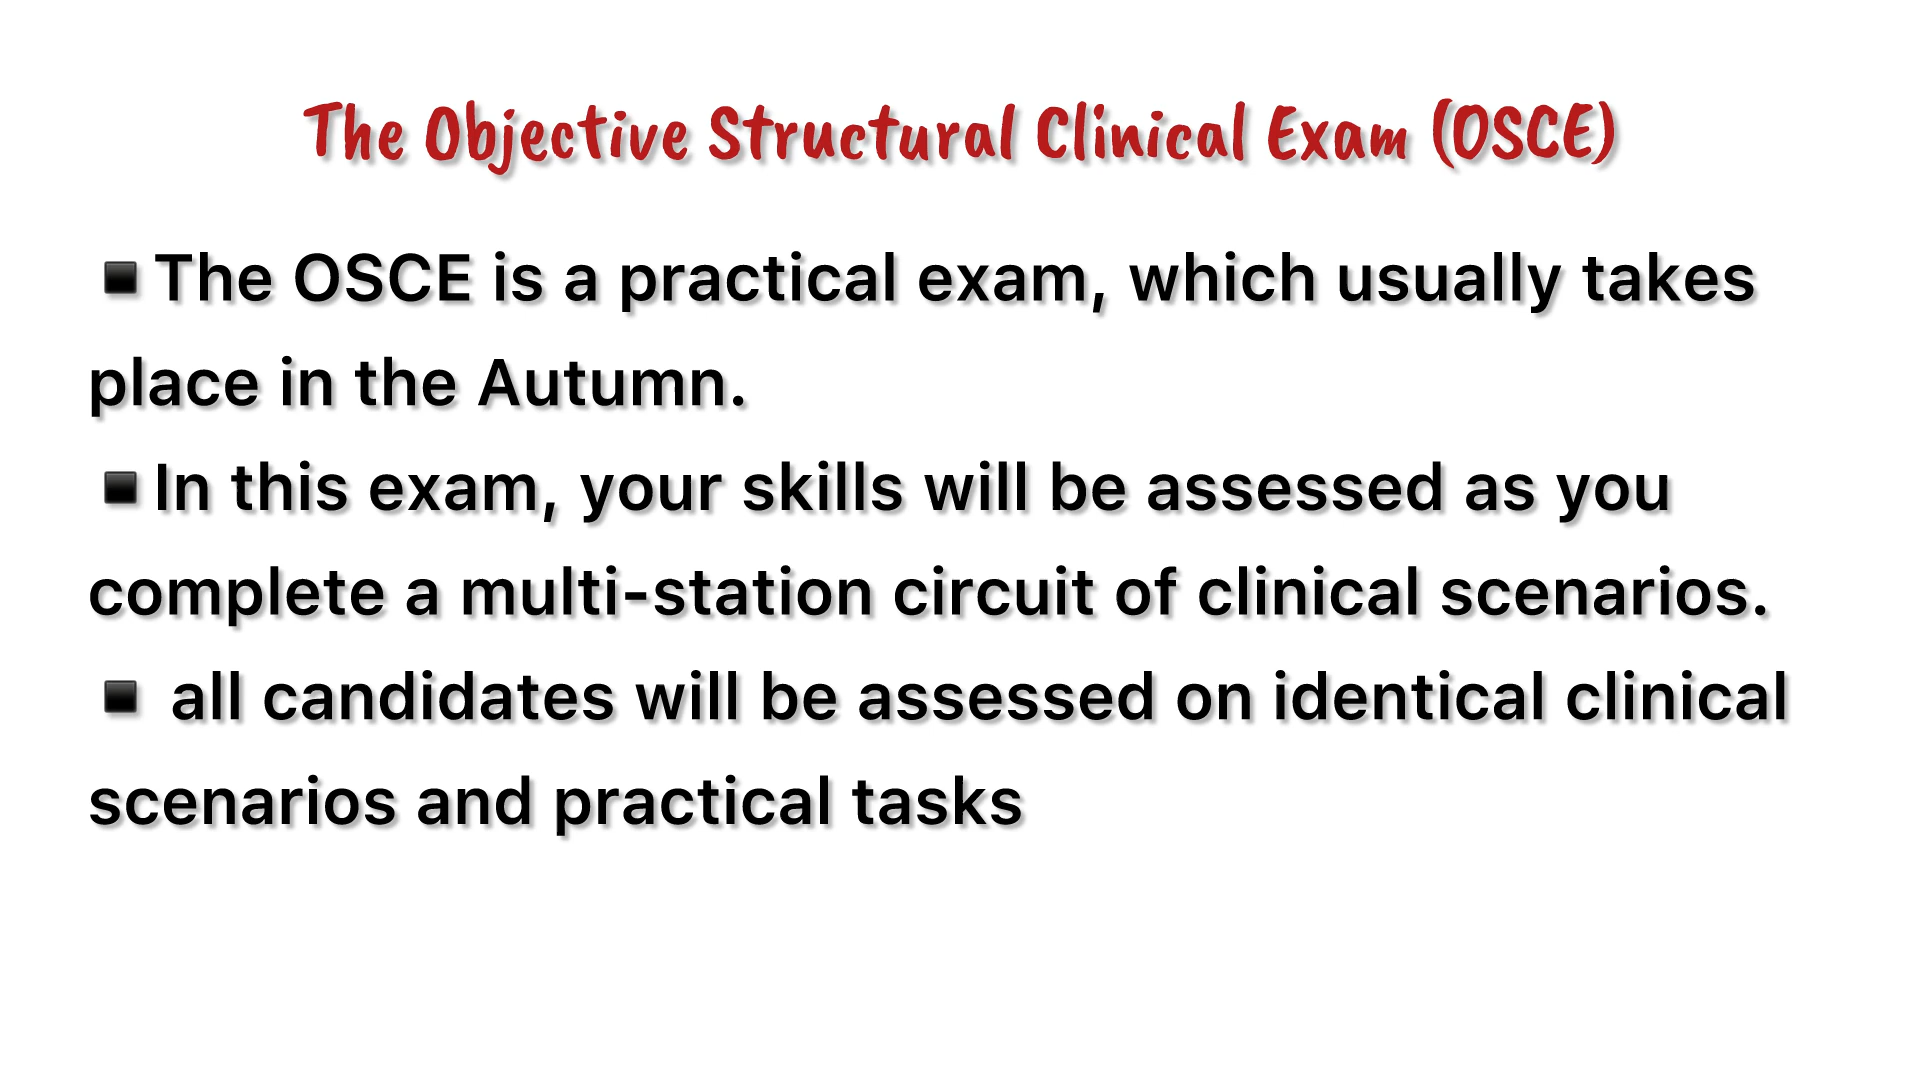 The Objective Structural Clinical Exam (OSCE)
▪The OSCE is a practical exam, which usually takes
place in the Autumn.
▪In this exam, your skills will be assessed as you
complete a multi-station circuit of clinical scenarios.
▪ all candidates will be assessed on identical clinical
scenarios and practical tasks